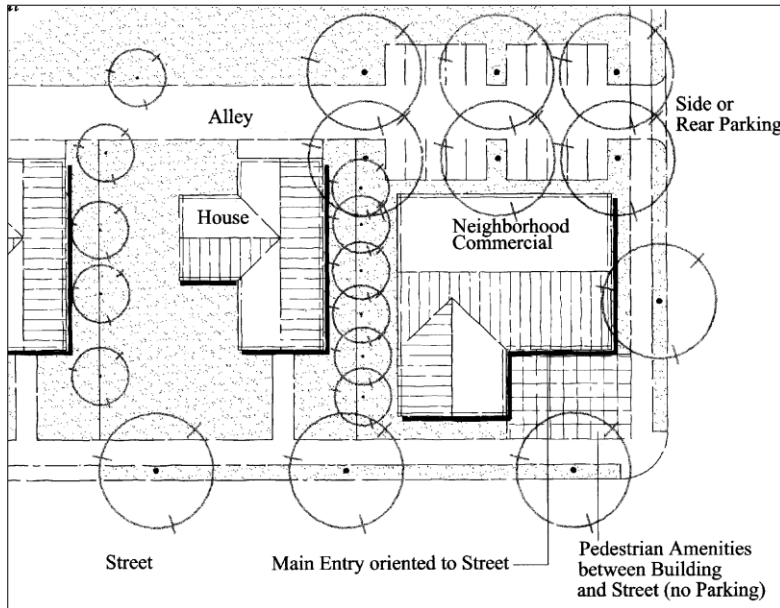 Alley
Side or
Rear Parking
House
Neighborhood
Commercial
Street
Main Entry oriented to Street
Pedestrian Amenities
between Building
and Street (no Parking)